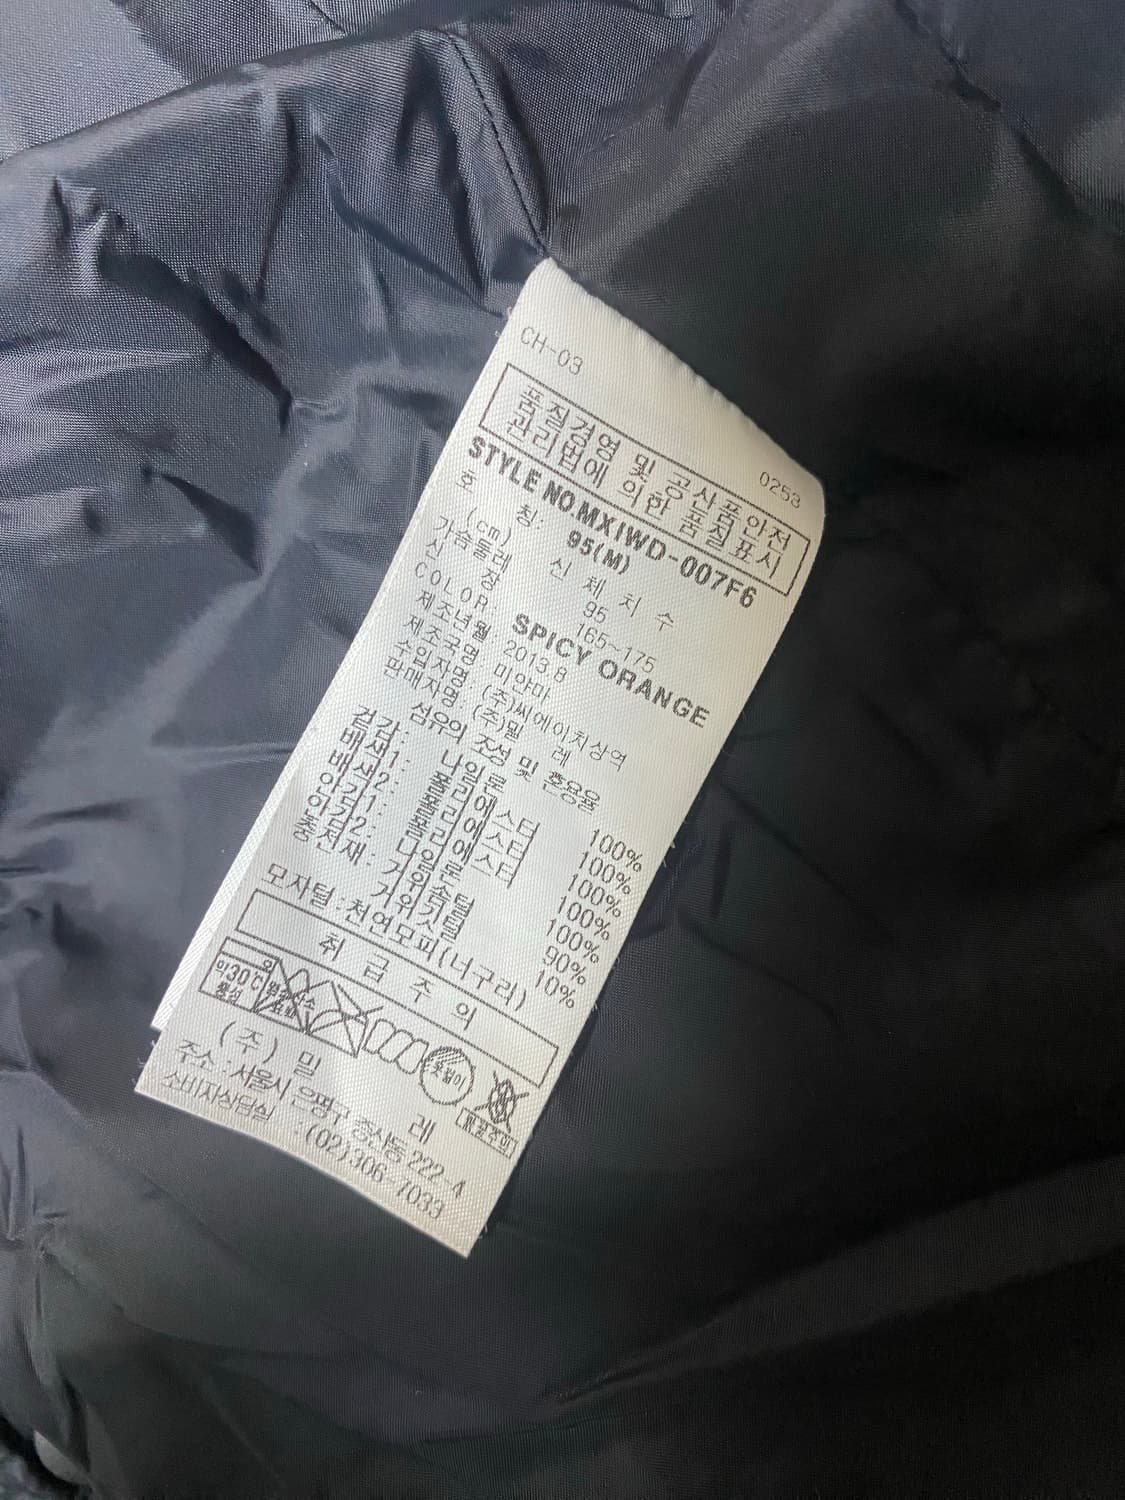 CH-03
0253
품질경영 및 공산품안전
관리법에 의한 품질표시
STYLE NO.MXIWD-007F6
호 칭: 95(M)
(cm) 신 체 치 수
가슴둘레 95
신 장 165~175
COLOR: SPICY ORANGE
제조년월: 2013.8
제조국명: 미얀마
수입자명: (주)씨에이치상역
판매자명: (주)밀 레
섬유의 조성 및 혼용율
겉감: 나일론 100%
배색1: 폴리에스터 100%
배색2: 폴리에스터 100%
안감1: 폴리에스터 100%
안감2: 나일론 100%
충전재: 거위솜털 90%
거위깃털 10%
모자털:천연모피(너구리)
취 급 주 의
약30℃
중성
옷걸이
(주) 밀 레
주소:서울시 은평구 증산동 222-4
소비자상담실 :(02)306-7033